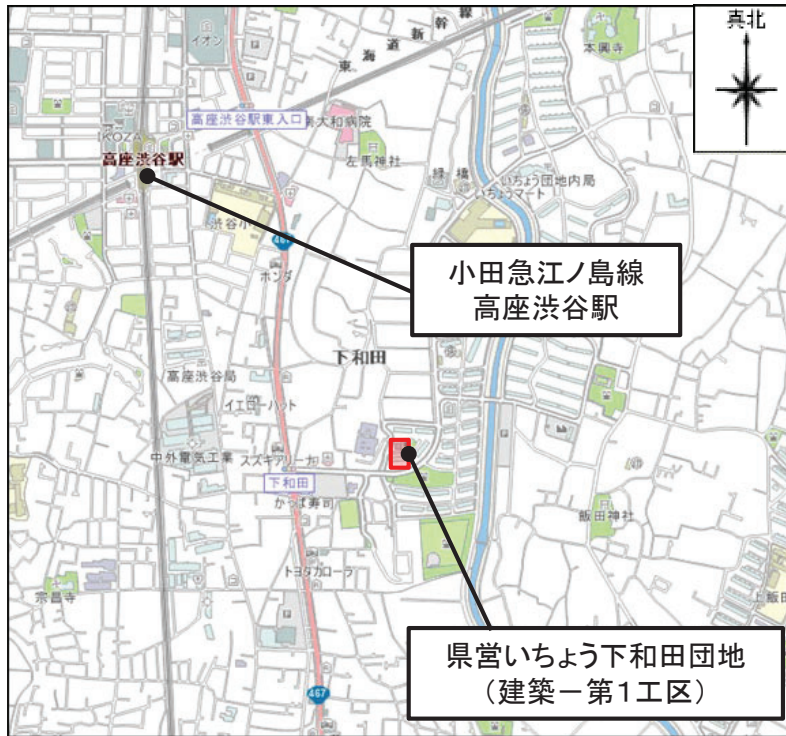 真北
イオン
東海道新幹線
本興寺
高座渋谷駅東入口
大和病院
IKOZA
高座渋谷駅
左馬神社
緑橋
いちょう団地内局
いちょうマート
渋谷小
467
ホンダ
小田急江ノ島線
高座渋谷駅
下和田
高座渋谷局
イエローハット
中外電気工業
スズキアリーナ
下和田
かっぱ寿司
飯田神社
トヨタカローラ
宗昌寺
上飯田
県営いちょう下和田団地
（建築－第1工区）
467